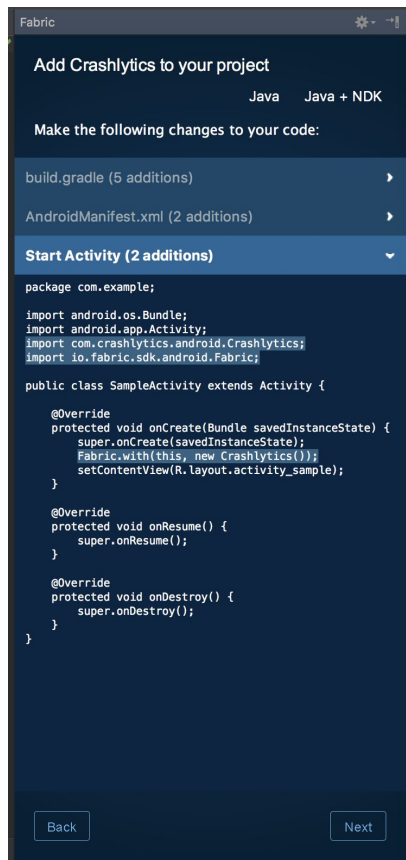 Fabric
Add Crashlytics to your project
Java Java + NDK
Make the following changes to your code:
build.gradle (5 additions)
AndroidManifest.xml (2 additions)
Start Activity (2 additions)
package com.example;
import android.os.Bundle;
import android.app.Activity;
import com.crashlytics.android.Crashlytics;
import io.fabric.sdk.android.Fabric;
public class SampleActivity extends Activity {
@Override
protected void onCreate(Bundle savedInstanceState) {
super.onCreate(savedInstanceState);
Fabric.with(this, new Crashlytics());
setContentView(R.layout.activity_sample);
}
@Override
protected void onResume() {
super.onResume();
}
@Override
protected void onDestroy() {
super.onDestroy();
}
}
Back Next